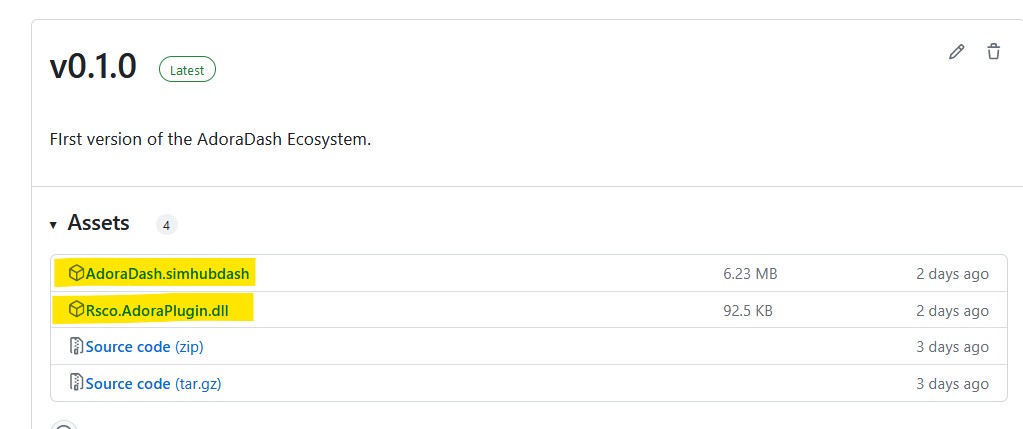 v0.1.0 Latest
FIrst version of the AdoraDash Ecosystem.
Assets 4
AdoraDash.simhubdash 6.23 MB 2 days ago
Rsco.AdoraPlugin.dll 92.5 KB 2 days ago
Source code (zip) 3 days ago
Source code (tar.gz) 3 days ago